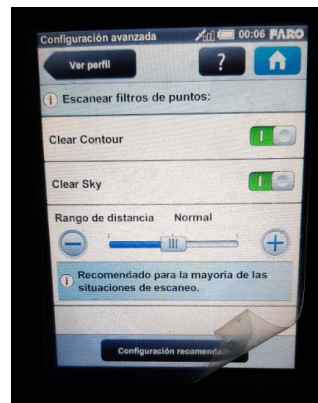 Configuración avanzada 00:06 FARO
Ver perfil ?
i Escanear filtros de puntos:
Clear Contour
Clear Sky
Rango de distancia Normal
i Recomendado para la mayoría de las
situaciones de escaneo.
Configuración